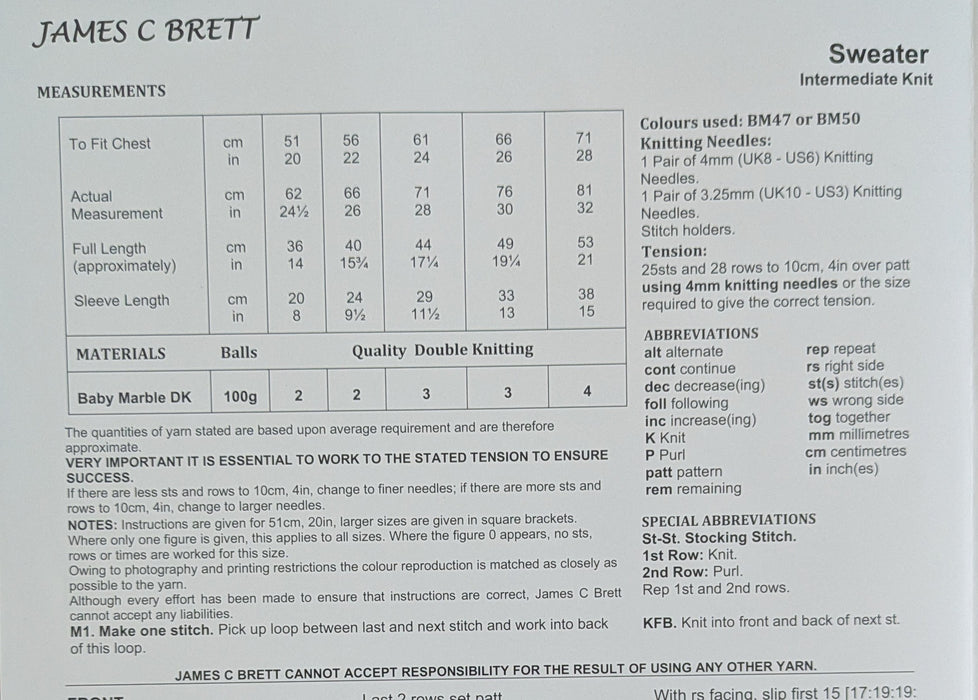 JAMES C BRETT
Sweater
Intermediate Knit
MEASUREMENTS
To Fit Chest cm 51 56 61 66 71
in 20 22 24 26 28
Actual cm 62 66 71 76 81
Measurement in 24½ 26 28 30 32
Full Length cm 36 40 44 49 53
(approximately) in 14 15¾ 17¼ 19¼ 21
Sleeve Length cm 20 24 29 33 38
in 8 9½ 11½ 13 15
MATERIALS Balls Quality Double Knitting
Baby Marble DK 100g 2 2 3 3 4
The quantities of yarn stated are based upon average requirement and are therefore
approximate.
VERY IMPORTANT IT IS ESSENTIAL TO WORK TO THE STATED TENSION TO ENSURE
SUCCESS.
If there are less sts and rows to 10cm, 4in, change to finer needles; if there are more sts and
rows to 10cm, 4in, change to larger needles.
NOTES: Instructions are given for 51cm, 20in, larger sizes are given in square brackets.
Where only one figure is given, this applies to all sizes. Where the figure 0 appears, no sts,
rows or times are worked for this size.
Owing to photography and printing restrictions the colour reproduction is matched as closely as
possible to the yarn.
Although every effort has been made to ensure that instructions are correct, James C Brett
cannot accept any liabilities.
M1. Make one stitch. Pick up loop between last and next stitch and work into back
of this loop.
Colours used: BM47 or BM50
Knitting Needles:
1 Pair of 4mm (UK8 - US6) Knitting
Needles.
1 Pair of 3.25mm (UK10 - US3) Knitting
Needles.
Stitch holders.
Tension:
25sts and 28 rows to 10cm, 4in over patt
using 4mm knitting needles or the size
required to give the correct tension.
ABBREVIATIONS
alt alternate
cont continue
dec decrease(ing)
foll following
inc increase(ing)
K Knit
P Purl
patt pattern
rem remaining
rep repeat
rs right side
st(s) stitch(es)
ws wrong side
tog together
mm millimetres
cm centimetres
in inch(es)
SPECIAL ABBREVIATIONS
St-St. Stocking Stitch.
1st Row: Knit.
2nd Row: Purl.
Rep 1st and 2nd rows.
KFB. Knit into front and back of next st.
JAMES C BRETT CANNOT ACCEPT RESPONSIBILITY FOR THE RESULT OF USING ANY OTHER YARN.
FRONT
Last 2 rows set patt
With rs facing, slip first 15 [17:19:19: